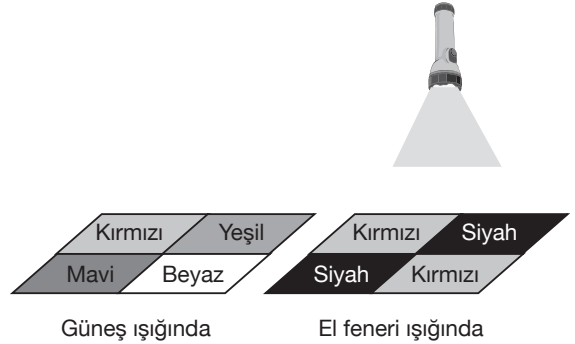 Kırmızı Yeşil
Mavi Beyaz
Güneş ışığında
Kırmızı Siyah
Siyah Kırmızı
El feneri ışığında